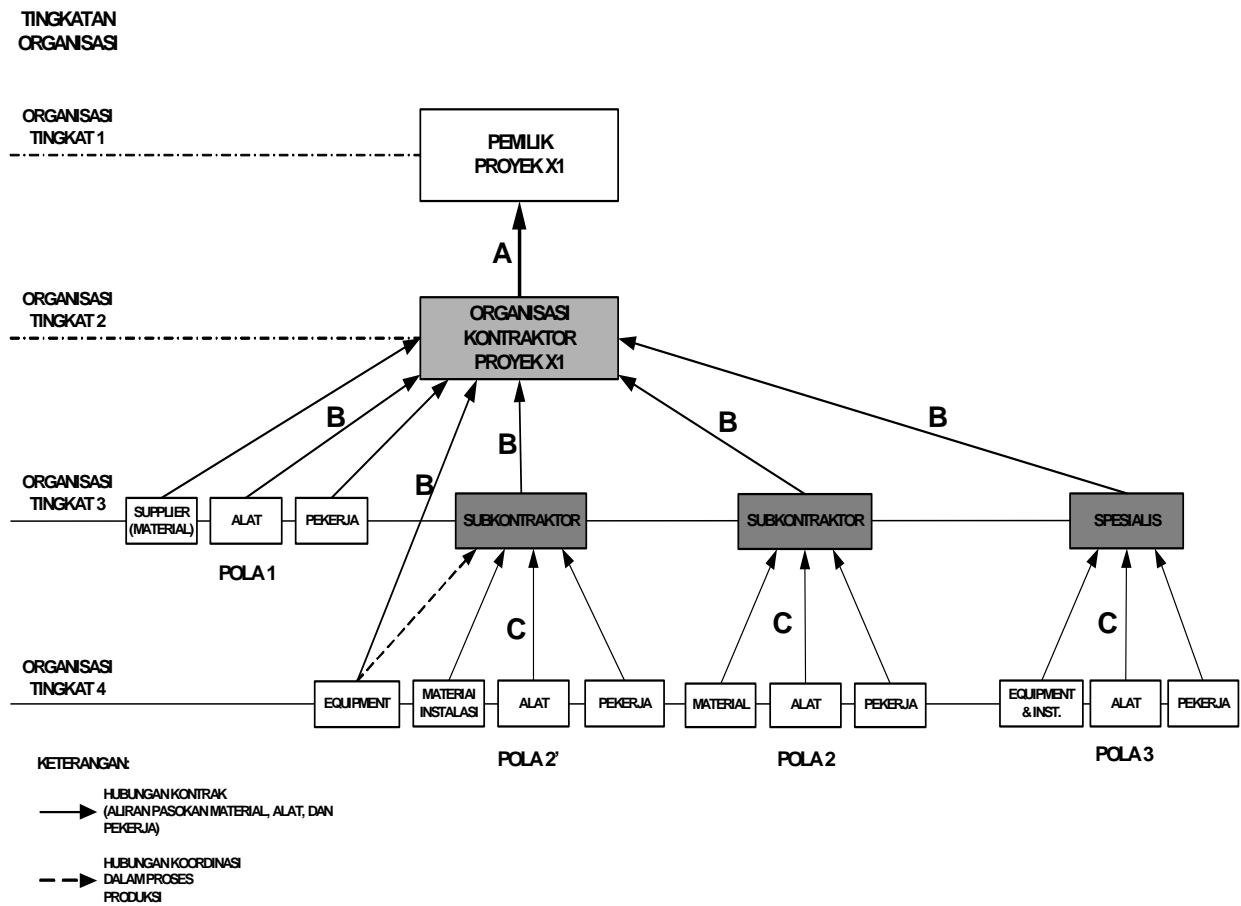 TINGKATAN
ORGANISASI
ORGANISASI
TINGKAT 1
PEMILIK
PROYEK X1
A
ORGANISASI
TINGKAT 2
ORGANISASI
KONTRAKTOR
PROYEK X1
B
B
B
B
B
ORGANISASI
TINGKAT 3
SUPPLIER
(MATERIAL)
ALAT
PEKERJA
SUBKONTRAKTOR
SUBKONTRAKTOR
SPESIALIS
POLA 1
C
C
C
ORGANISASI
TINGKAT 4
EQUIPMENT
MATERIAl
INSTALASI
ALAT
PEKERJA
MATERIAL
ALAT
PEKERJA
EQUIPMENT
& INST.
ALAT
PEKERJA
POLA 2'
POLA 2
POLA 3
KETERANGAN:
HUBUNGAN KONTRAK
(ALIRAN PASOKAN MATERIAL, ALAT, DAN
PEKERJA)
HUBUNGAN KOORDINASI
DALAM PROSES
PRODUKSI